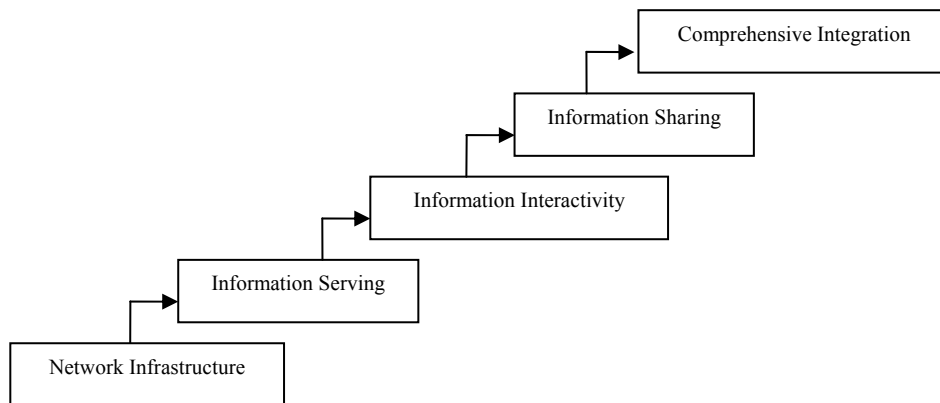 Comprehensive Integration
Information Sharing
Information Interactivity
Information Serving
Network Infrastructure